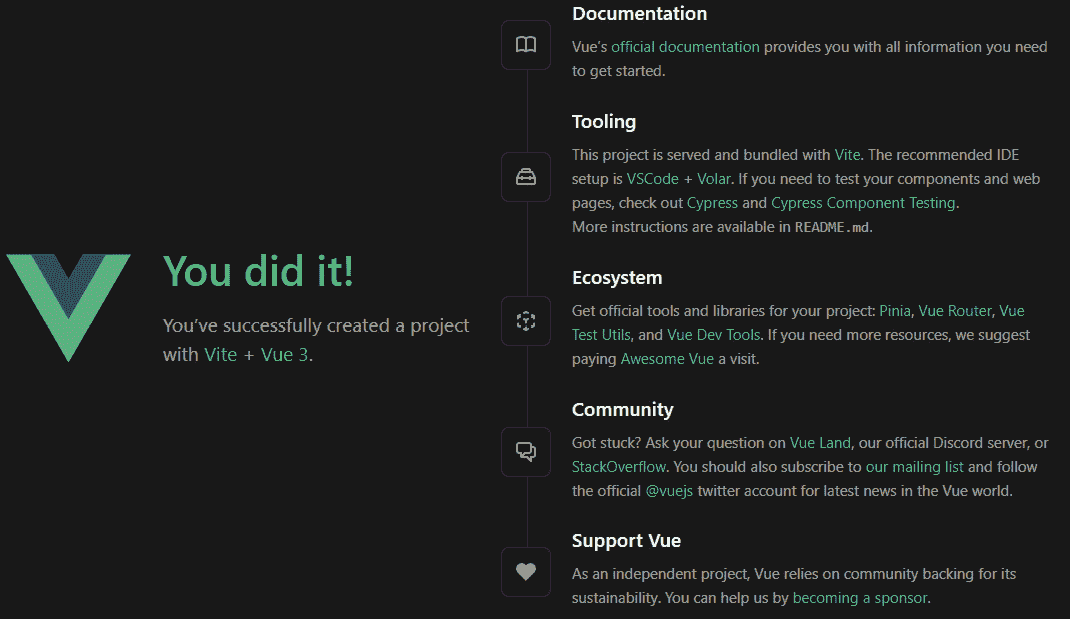 You did it!
You've successfully created a project
with Vite + Vue 3.
Documentation
Vue's official documentation provides you with all information you need
to get started.
Tooling
This project is served and bundled with Vite. The recommended IDE
setup is VSCode + Volar. If you need to test your components and web
pages, check out Cypress and Cypress Component Testing.
More instructions are available in README.md.
Ecosystem
Get official tools and libraries for your project: Pinia, Vue Router, Vue
Test Utils, and Vue Dev Tools. If you need more resources, we suggest
paying Awesome Vue a visit.
Community
Got stuck? Ask your question on Vue Land, our official Discord server, or
StackOverflow. You should also subscribe to our mailing list and follow
the official @vuejs twitter account for latest news in the Vue world.
Support Vue
As an independent project, Vue relies on community backing for its
sustainability. You can help us by becoming a sponsor.